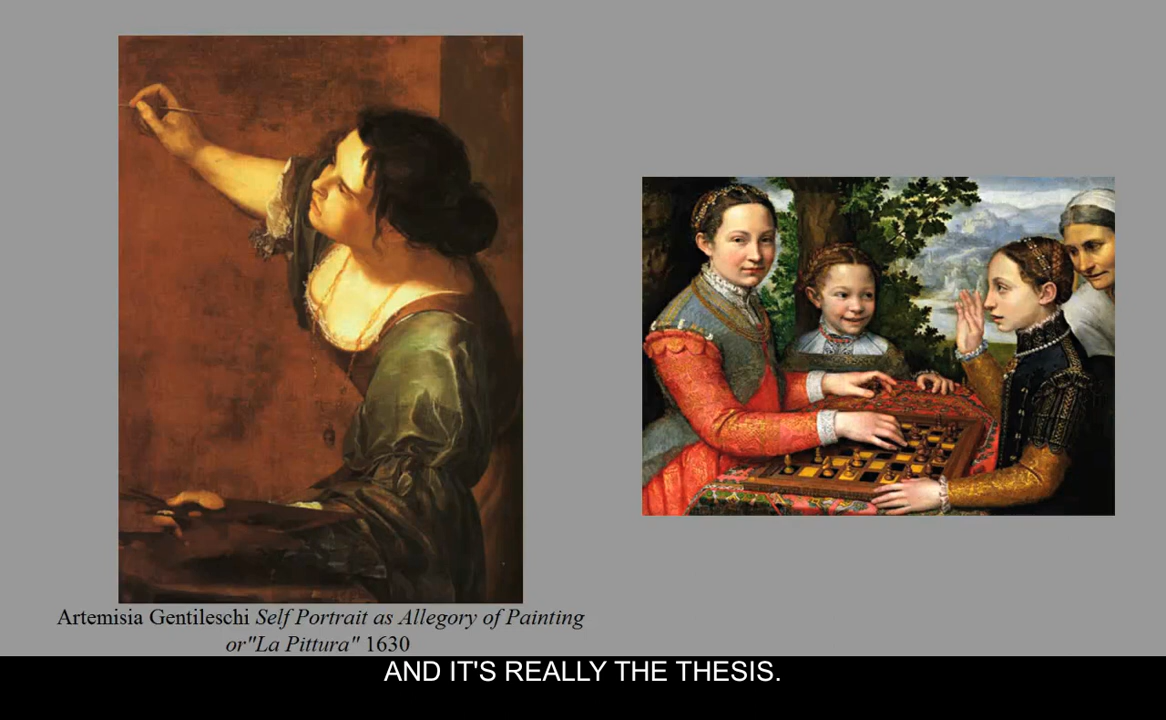 Artemisia Gentileschi Self Portrait as Allegory of Painting
or"La Pittura" 1630
AND IT'S REALLY THE THESIS.